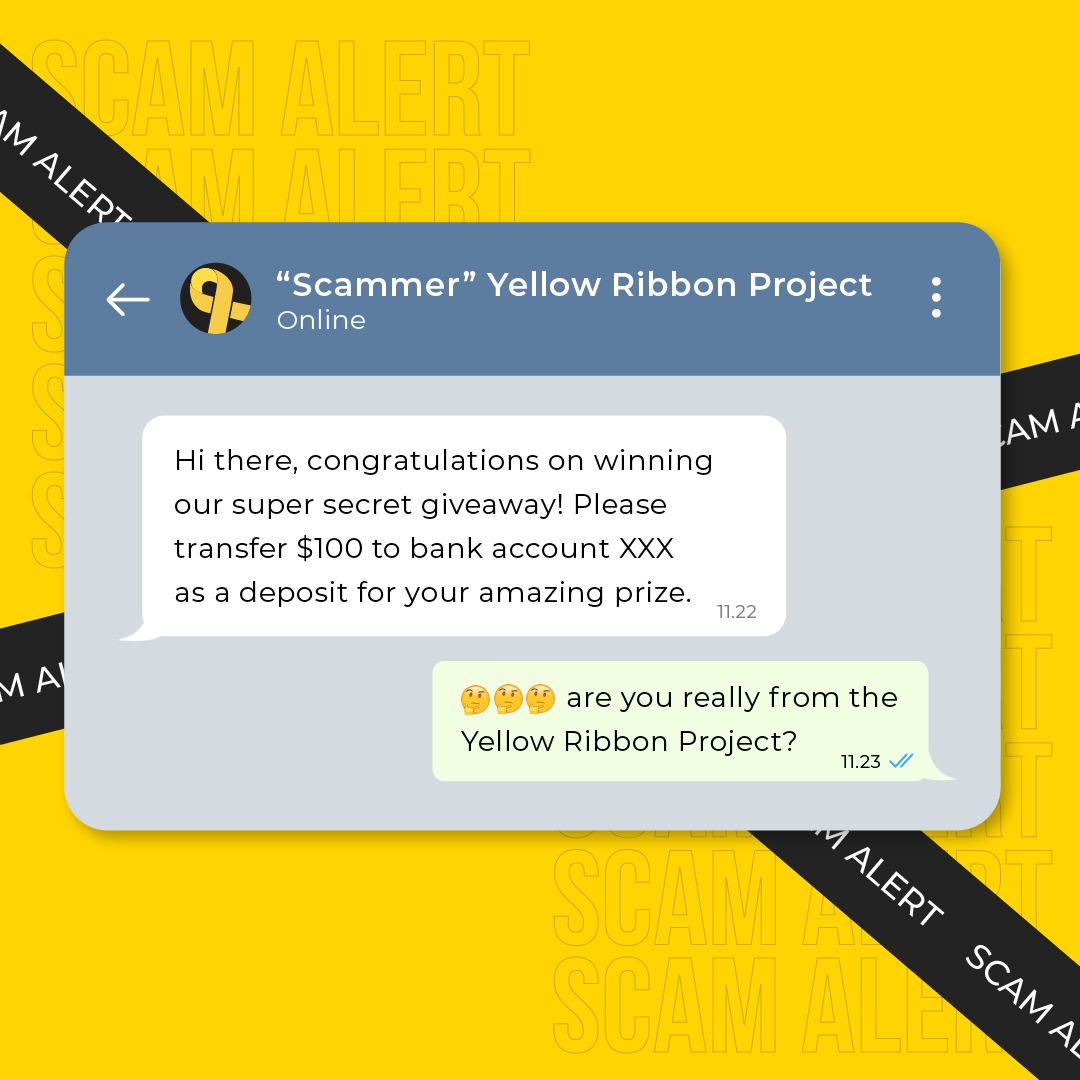 SCAM ALERT
SCAM ALERT
AM ALERT
“Scammer” Yellow Ribbon Project
Online
CAM A
Hi there, congratulations on winning
our super secret giveaway! Please
transfer $100 to bank account XXX
as a deposit for your amazing prize.
11.22
M AL
🤔🤔🤔 are you really from the
Yellow Ribbon Project?
11.23
M ALERT
SCAM AL
SCAM ALERT
SCAM ALERT